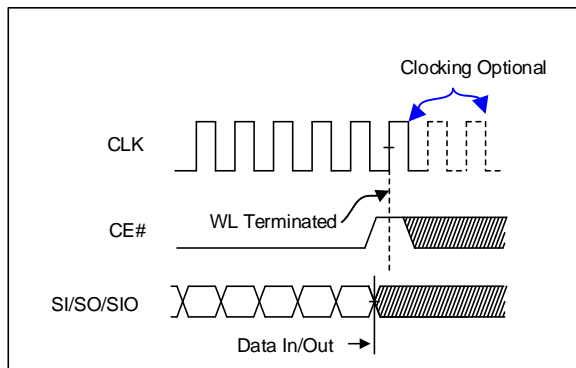 Clocking Optional
CLK
WL Terminated
CE#
SI/SO/SIO
Data In/Out